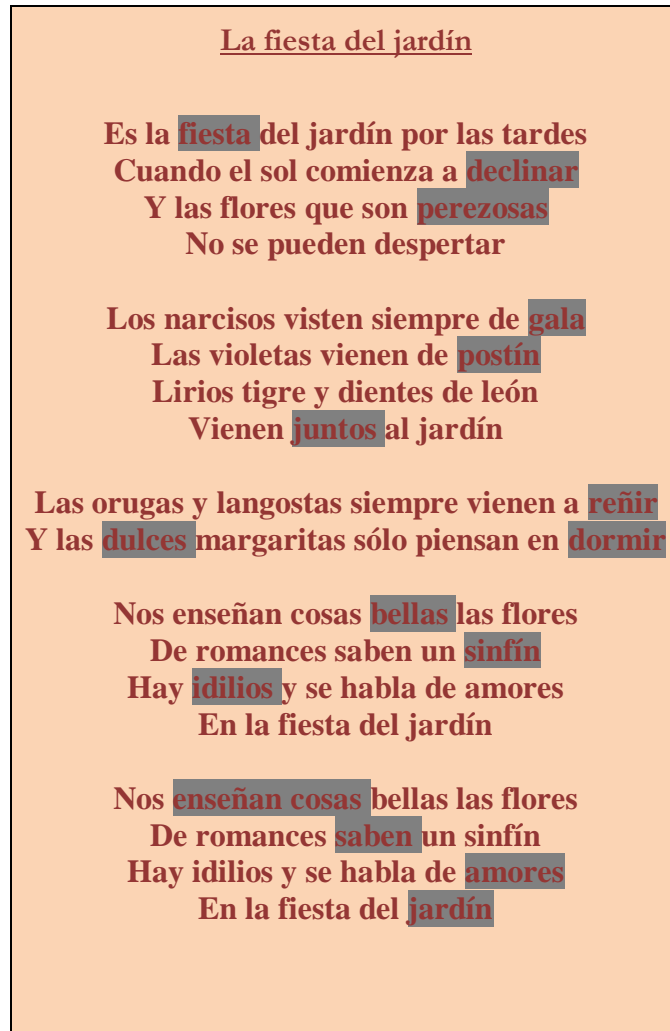 La fiesta del jardín
Es la fiesta del jardín por las tardes
Cuando el sol comienza a declinar
Y las flores que son perezosas
No se pueden despertar
Los narcisos visten siempre de gala
Las violetas vienen de postín
Lirios tigre y dientes de león
Vienen juntos al jardín
Las orugas y langostas siempre vienen a reñir
Y las dulces margaritas sólo piensan en dormir
Nos enseñan cosas bellas las flores
De romances saben un sinfín
Hay idilios y se habla de amores
En la fiesta del jardín
Nos enseñan cosas bellas las flores
De romances saben un sinfín
Hay idilios y se habla de amores
En la fiesta del jardín